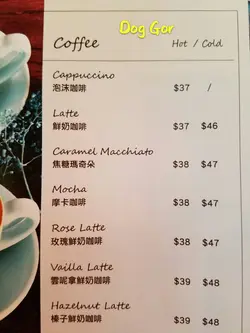 Dog Gor
Coffee Hot / Cold
Cappuccino
泡沫咖啡 $37 /
Latte
鮮奶咖啡 $37 $46
Caramel Macchiato
焦糖瑪奇朵 $38 $47
Mocha
摩卡咖啡 $38 $47
Rose Latte
玫瑰鮮奶咖啡 $38 $47
Vailla Latte
雲呢拿鮮奶咖啡 $39 $48
Hazelnut Latte
榛子鮮奶咖啡 $39 $48